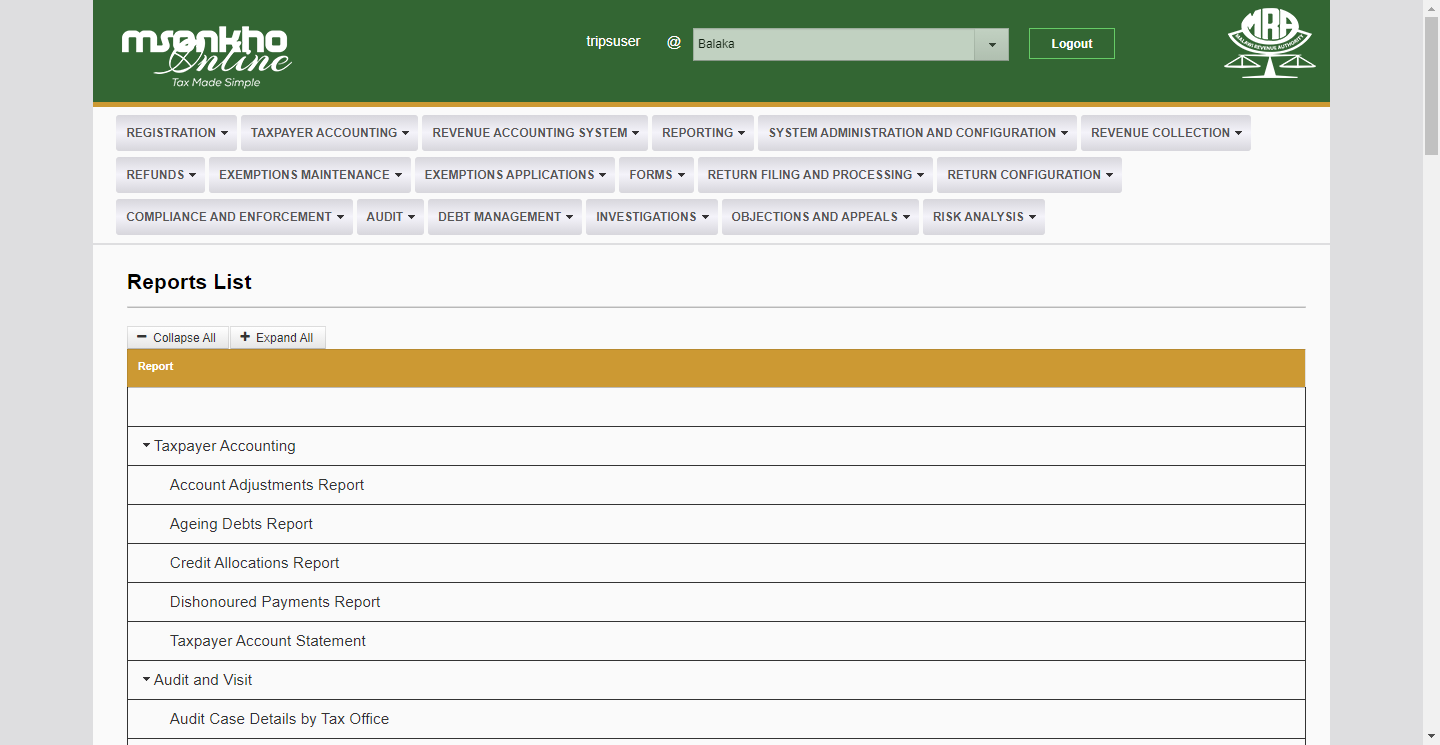 msonkho
Online
Tax Made Simple
tripsuser @ Balaka Logout
MRA
MALAWI REVENUE AUTHORITY
REGISTRATION TAXPAYER ACCOUNTING REVENUE ACCOUNTING SYSTEM REPORTING SYSTEM ADMINISTRATION AND CONFIGURATION REVENUE COLLECTION
REFUNDS EXEMPTIONS MAINTENANCE EXEMPTIONS APPLICATIONS FORMS RETURN FILING AND PROCESSING RETURN CONFIGURATION
COMPLIANCE AND ENFORCEMENT AUDIT DEBT MANAGEMENT INVESTIGATIONS OBJECTIONS AND APPEALS RISK ANALYSIS
Reports List
Collapse All Expand All
Report
Taxpayer Accounting
Account Adjustments Report
Ageing Debts Report
Credit Allocations Report
Dishonoured Payments Report
Taxpayer Account Statement
Audit and Visit
Audit Case Details by Tax Office